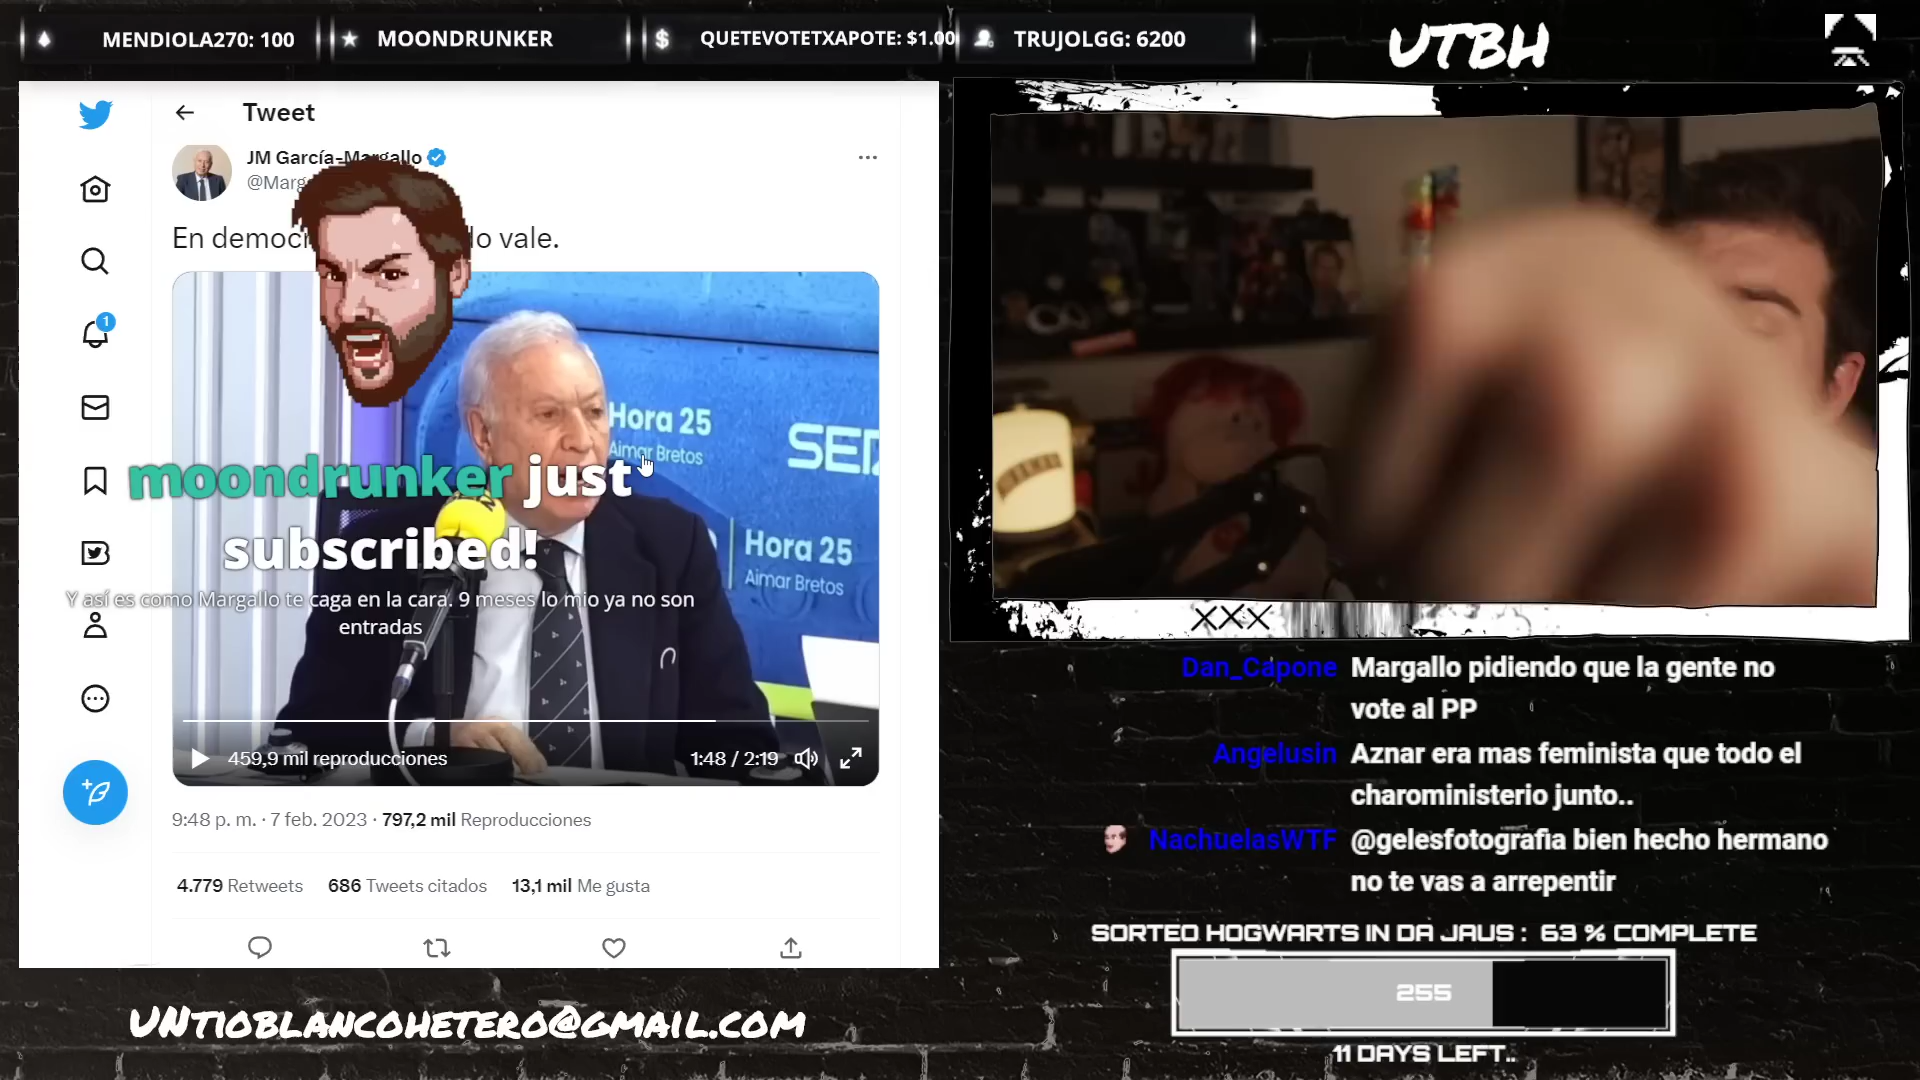 MENDIOLA270: 100
MOONDRUNKER
QUETEVOTETXAPOTE: $1.00
TRUJOLGG: 6200
UTBH
Tweet
JM García-Margallo
@Marg
En democ lo vale.
Hora 25
Aimar Bretos
SER
moondrunker just
subscribed!
Hora 25
Aimar Bretos
Y así es como Margallo te caga en la cara. 9 meses lo mio ya no son
entradas
459,9 mil reproducciones
1:48 / 2:19
9:48 p. m. · 7 feb. 2023 · 797,2 mil Reproducciones
4.779 Retweets 686 Tweets citados 13,1 mil Me gusta
1
UNTIOBLANCOHETERO@GMAIL.COM
XXX
Dan_Capone Margallo pidiendo que la gente no
vote al PP
Angelusin Aznar era mas feminista que todo el
charoministerio junto..
NachuelasWTF @gelesfotografia bien hecho hermano
no te vas a arrepentir
SORTEO HOGWARTS IN DA JAUS : 63 % COMPLETE
255
11 DAYS LEFT..